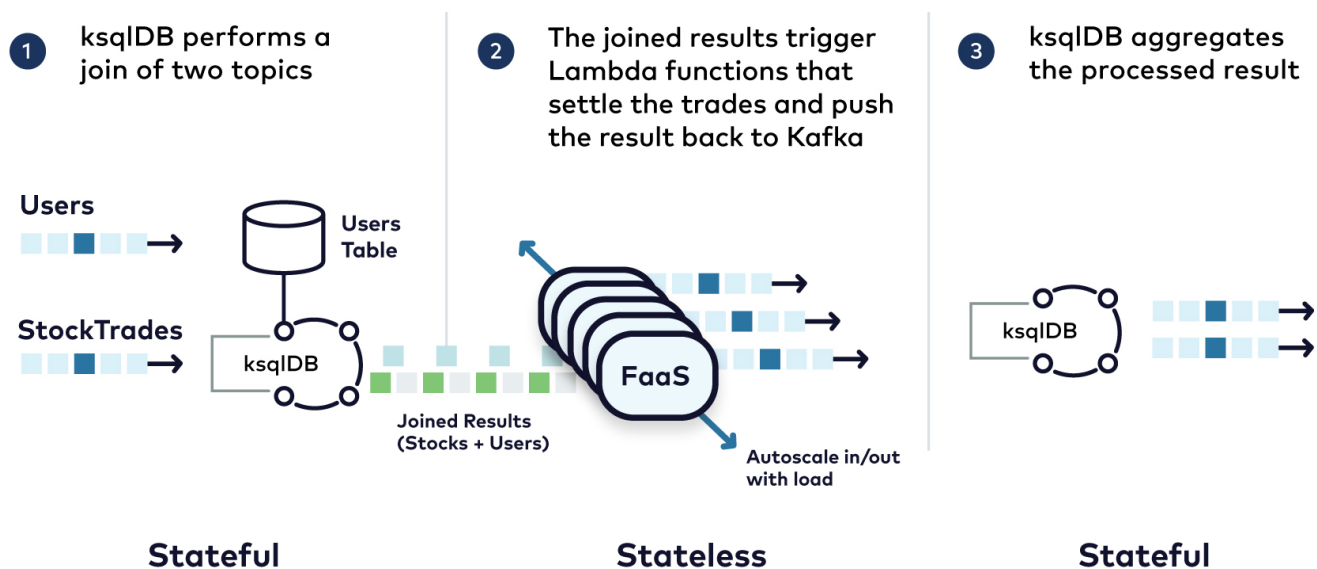 1
ksqlDB performs a
join of two topics
2
The joined results trigger
Lambda functions that
settle the trades and push
the result back to Kafka
3
ksqlDB aggregates
the processed result
Users
Users
Table
StockTrades
ksqlDB
Joined Results
(Stocks + Users)
FaaS
Autoscale in/out
with load
ksqlDB
Stateful
Stateless
Stateful